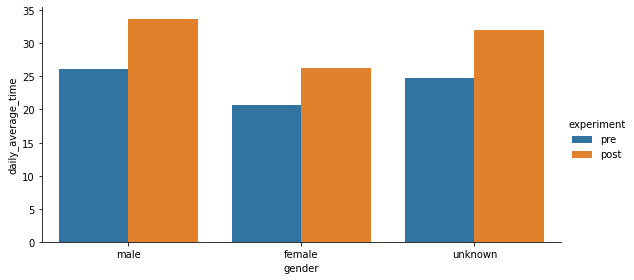 35
30
25
20
15
10
5
0
daily_average_time
male female unknown
gender
experiment
pre
post